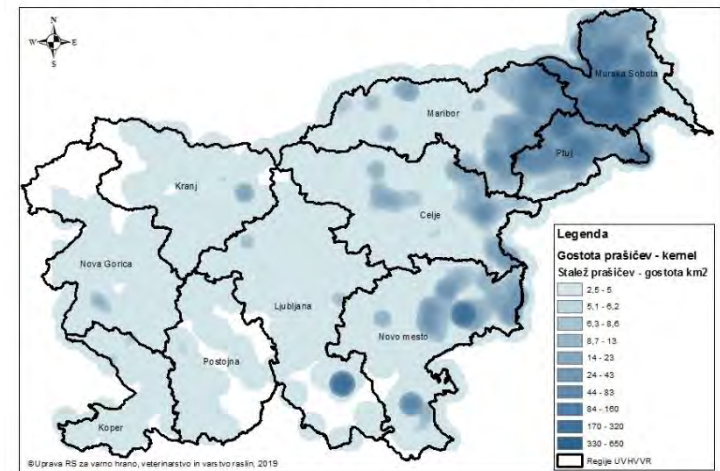 N
W E
S
Murska Sobota
Maribor
Ptuj
Kranj
Celje
Nova Gorica
Ljubljana
Novo mesto
Postojna
Koper
Legenda
Gostota prašičev - kernel
Stalež prašičev - gostota km2
2,5 - 5
5,1 - 6,2
6,3 - 8,6
8,7 - 13
14 - 23
24 - 43
44 - 83
84 - 160
170 - 320
330 - 650
Regije UVHVVR
©Uprava RS za varno hrano, veterinarstvo in varstvo raslin, 2019